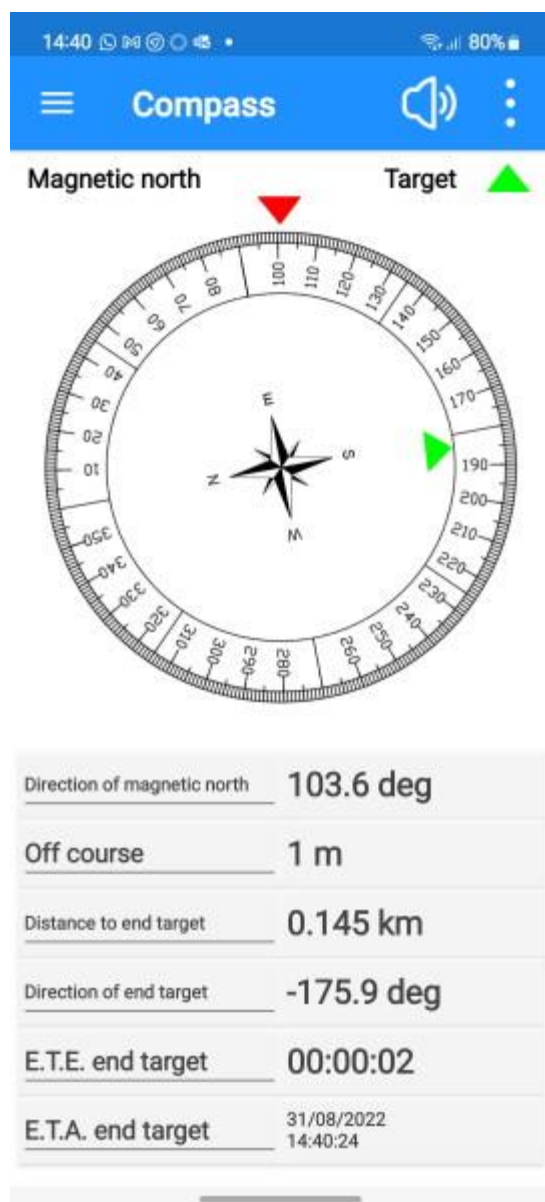 14:40 80%
Compass
Magnetic north Target
10
20
30
40
50
60
70
80
100
110
120
130
140
150
160
170
190
200
210
220
230
240
250
260
280
290
300
310
320
330
340
350
E
S
N
W
Direction of magnetic north 103.6 deg
Off course 1 m
Distance to end target 0.145 km
Direction of end target -175.9 deg
E.T.E. end target 00:00:02
E.T.A. end target 31/08/2022
14:40:24